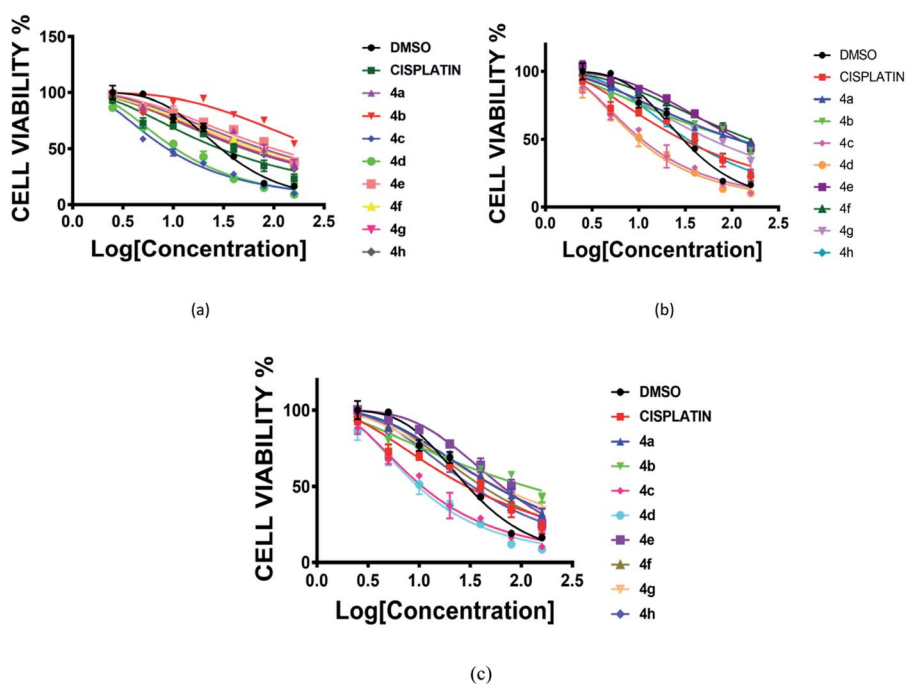 150
100
50
0
CELL VIABILITY %
0.0 0.5 1.0 1.5 2.0 2.5
Log[Concentration]
DMSO
CISPLATIN
4a
4b
4c
4d
4e
4f
4g
4h
(a)
100
50
0
CELL VIABILITY %
0.0 0.5 1.0 1.5 2.0 2.5
Log[Concentration]
DMSO
CISPLATIN
4a
4b
4c
4d
4e
4f
4g
4h
(b)
100
50
0
CELL VIABILITY %
0.0 0.5 1.0 1.5 2.0 2.5
Log[Concentration]
DMSO
CISPLATIN
4a
4b
4c
4d
4e
4f
4g
4h
(c)